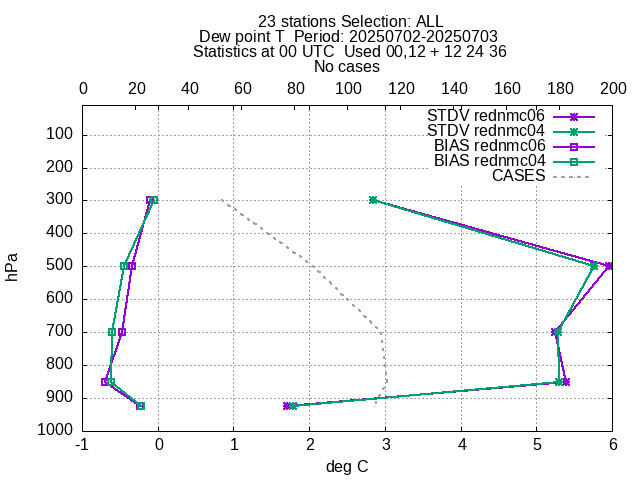 23 stations Selection: ALL
Dew point T  Period: 20250702-20250703
Statistics at 00 UTC  Used 00,12 + 12 24 36
No cases
0 20 40 60 80 100 120 140 160 180 200
STDV rednmc06
STDV rednmc04
BIAS rednmc06
BIAS rednmc04
CASES
100
200
300
400
500
600
700
800
900
1000
hPa
-1 0 1 2 3 4 5 6
deg C